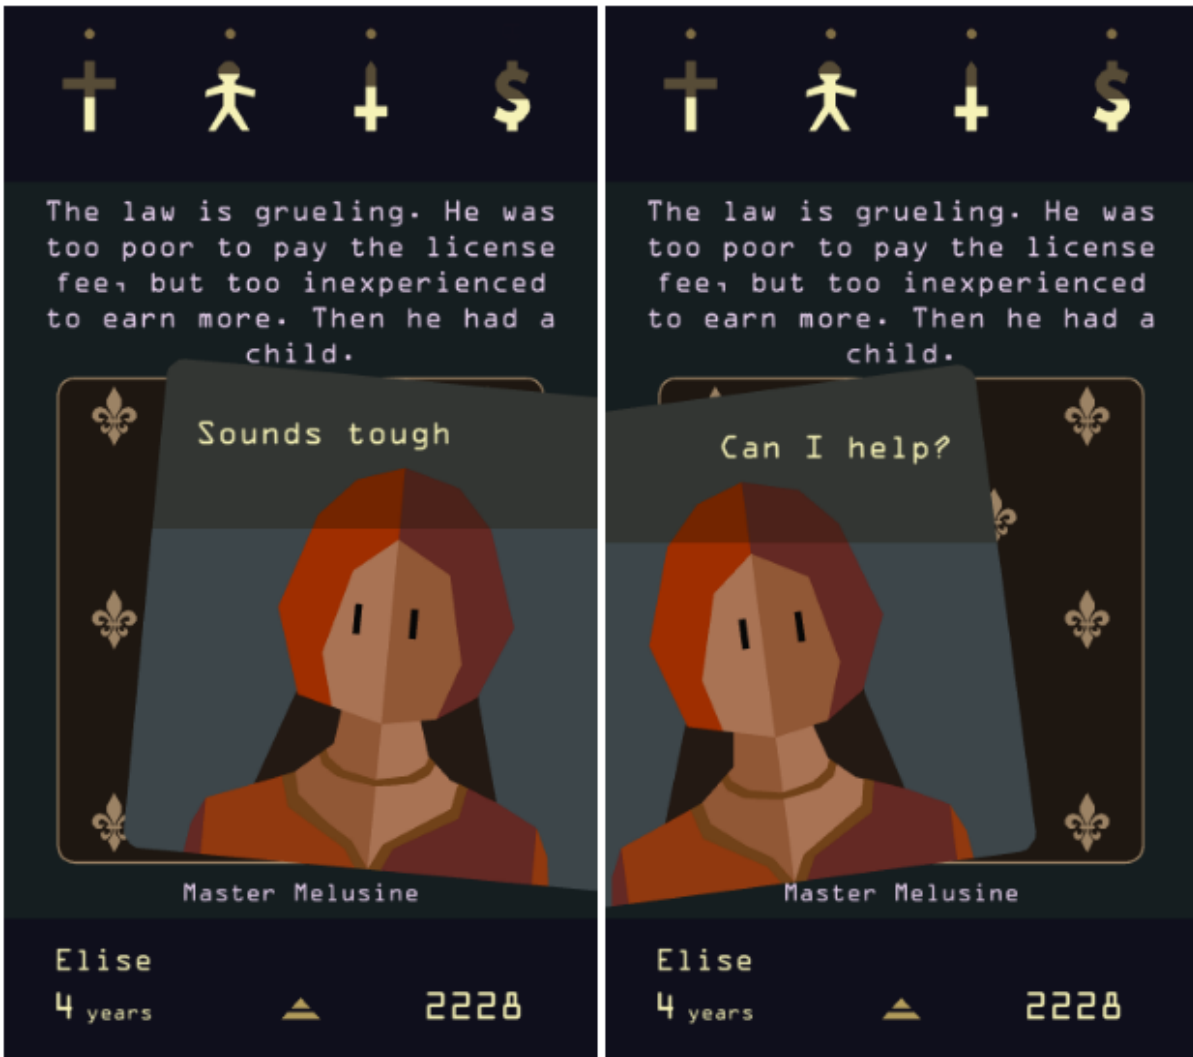 The law is grueling. He was
too poor to pay the license
fee, but too inexperienced
to earn more. Then he had a
child.
Sounds tough
Master Melusine
Elise
4 years
2228
The law is grueling. He was
too poor to pay the license
fee, but too inexperienced
to earn more. Then he had a
child.
Can I help?
Master Melusine
Elise
4 years
2228